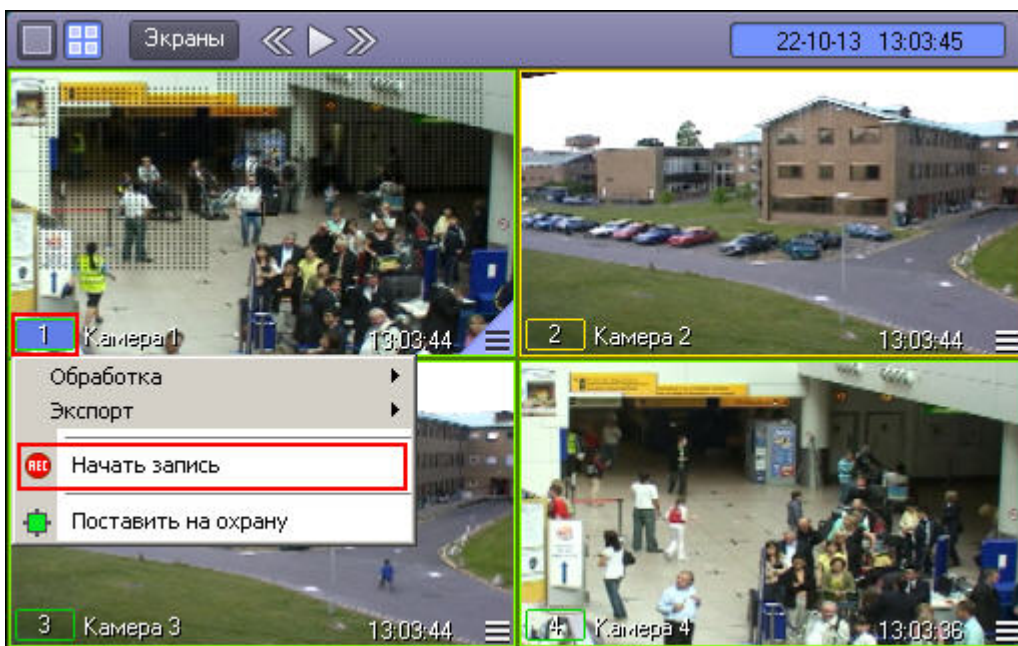 Экраны
22-10-13 13:03:45
1 Камера 1 13:03:44
2 Камера 2 13:03:44
Обработка
Экспорт
REC Начать запись
Поставить на охрану
3 Камера 3 13:03:44
4 Камера 4 13:03:36